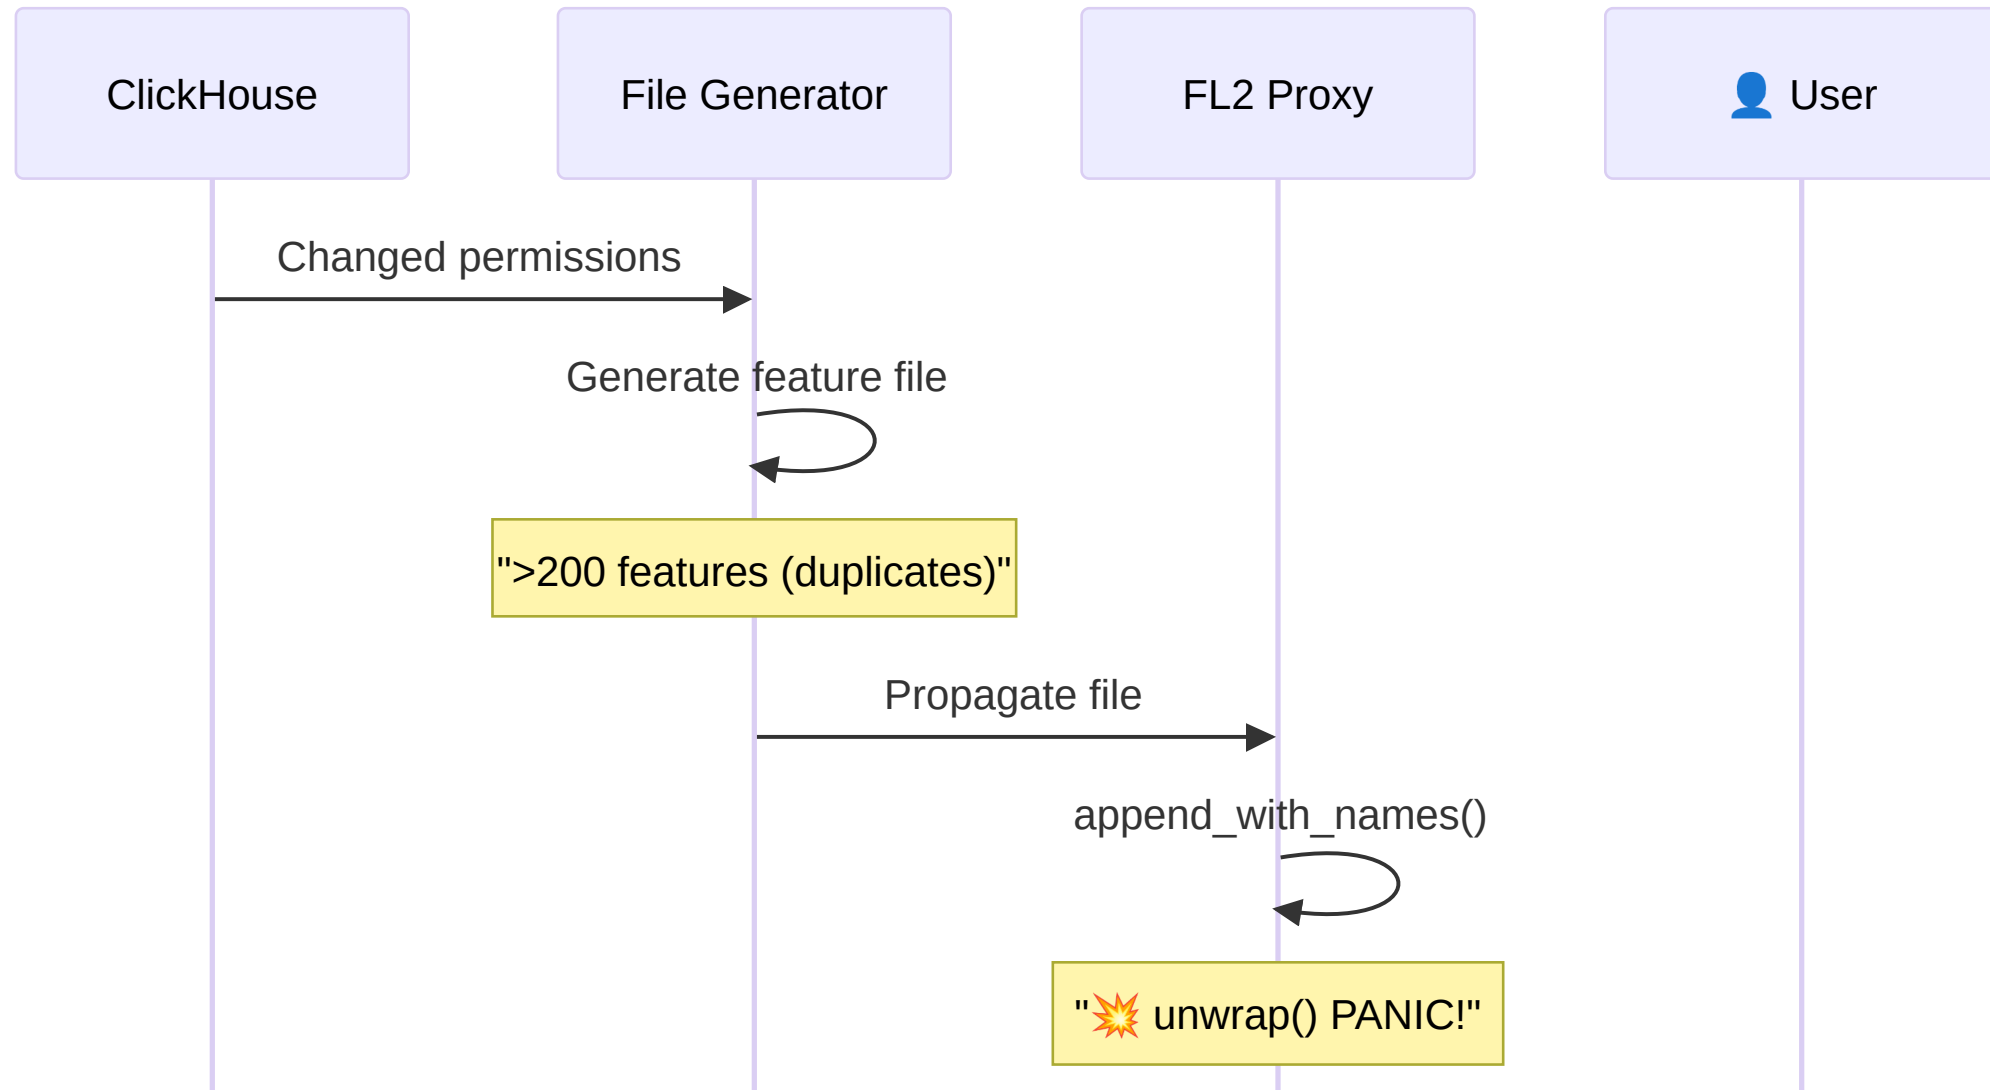 ClickHouse
File Generator
FL2 Proxy
👤 User
Changed permissions
Generate feature file
">200 features (duplicates)"
Propagate file
append_with_names()
"💥 unwrap() PANIC!"